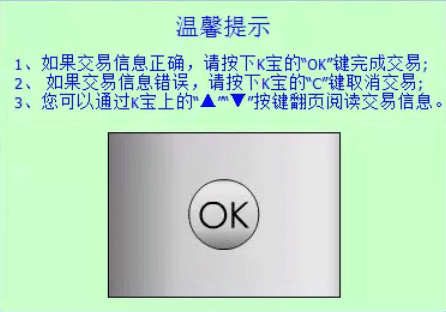 温馨提示
1、如果交易信息正确，请按下K宝的“OK”键完成交易;
2、 如果交易信息错误，请按下K宝的“C”键取消交易;
3、您可以通过K宝上的“▲”“▼”按键翻页阅读交易信息。
OK